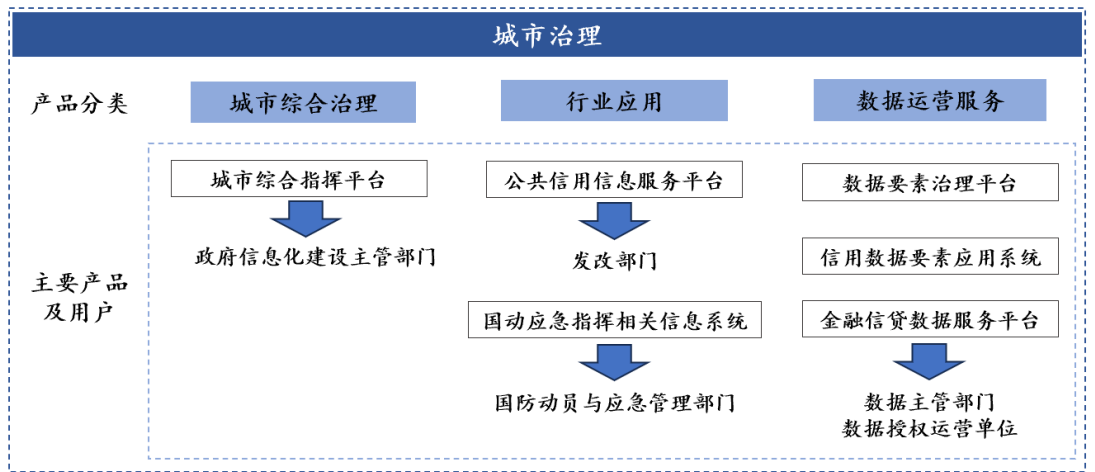 城市治理
产品分类
城市综合治理
行业应用
数据运营服务
主要产品
及用户
城市综合指挥平台
政府信息化建设主管部门
公共信用信息服务平台
发改部门
国动应急指挥相关信息系统
国防动员与应急管理部门
数据要素治理平台
信用数据要素应用系统
金融信贷数据服务平台
数据主管部门
数据授权运营单位